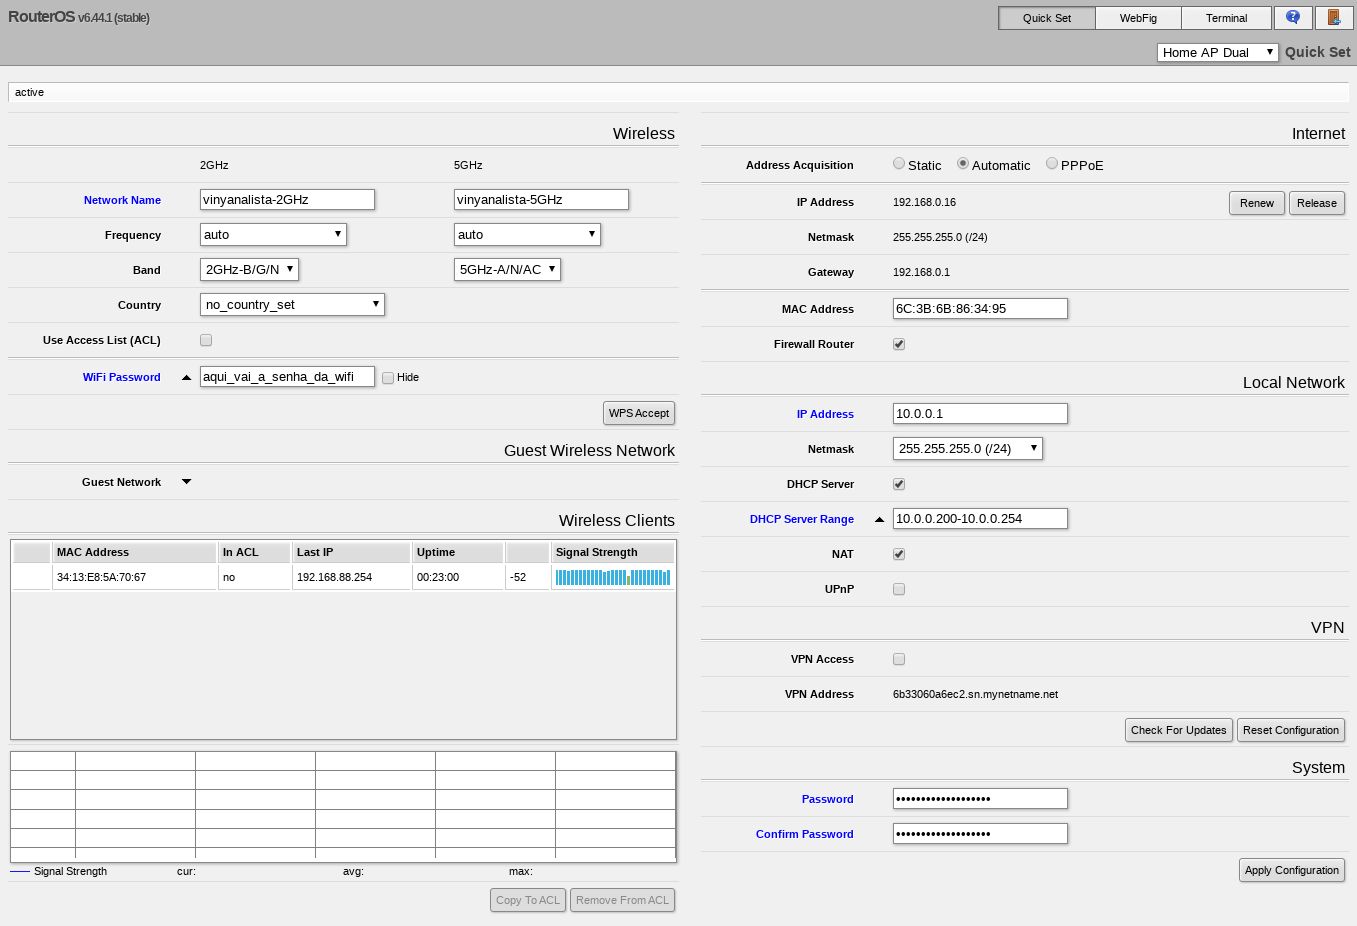 RouterOS v6.44.1 (stable)
Quick Set
WebFig
Terminal
Home AP Dual
Quick Set
active
Wireless
2GHz 5GHz
Network Name vinyanalista-2GHz vinyanalista-5GHz
Frequency auto auto
Band 2GHz-B/G/N 5GHz-A/N/AC
Country no_country_set
Use Access List (ACL)
WiFi Password aqui_vai_a_senha_da_wifi Hide
WPS Accept
Guest Wireless Network
Guest Network
Wireless Clients
MAC Address In ACL Last IP Uptime Signal Strength
34:13:E8:5A:70:67 no 192.168.88.254 00:23:00 -52
Signal Strength cur: avg: max:
Copy To ACL Remove From ACL
Internet
Address Acquisition Static Automatic PPPoE
IP Address 192.168.0.16 Renew Release
Netmask 255.255.255.0 (/24)
Gateway 192.168.0.1
MAC Address 6C:3B:6B:86:34:95
Firewall Router
Local Network
IP Address 10.0.0.1
Netmask 255.255.255.0 (/24)
DHCP Server
DHCP Server Range 10.0.0.200-10.0.0.254
NAT
UPnP
VPN
VPN Access
VPN Address 6b33060a6ec2.sn.mynetname.net
Check For Updates Reset Configuration
System
Password •••••••••••••••••••
Confirm Password •••••••••••••••••••
Apply Configuration